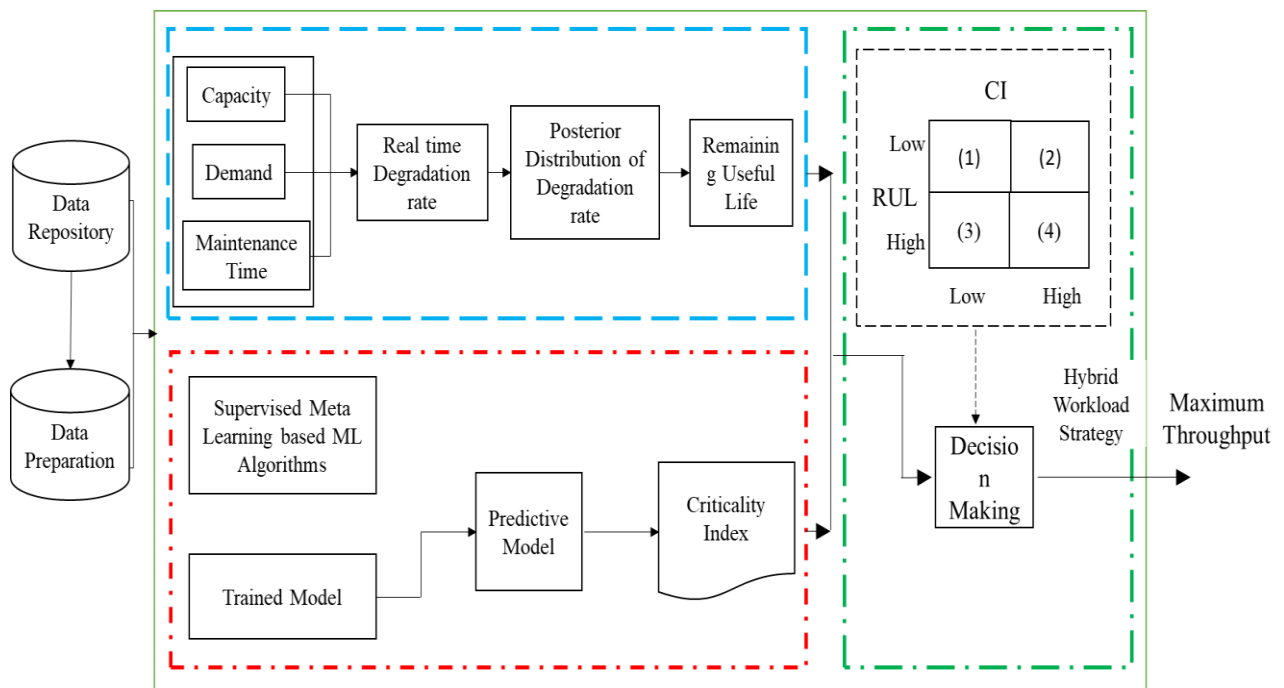 Data
Repository
Data
Preparation
Capacity
Demand
Maintenance
Time
Real time
Degradation
rate
Posterior
Distribution of
Degradation
rate
Remainin
g Useful
Life
Supervised Meta
Learning based ML
Algorithms
Trained Model
Predictive
Model
Criticality
Index
CI
Low
(1)
(2)
RUL
High
(3)
(4)
Low
High
Decisio
n
Making
Hybrid
Workload
Strategy
Maximum
Throughput